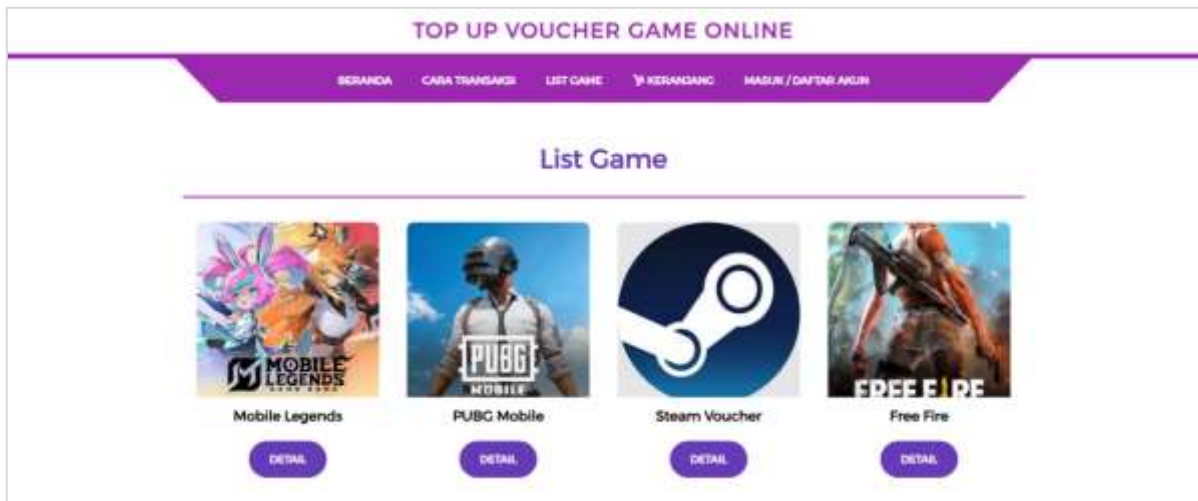 TOP UP VOUCHER GAME ONLINE
BERANDA CARA TRANSAKSI LIST GAME KERANJANG MASUK / DAFTAR AKUN
List Game
MOBILE
LEGENDS
PUBG
MOBILE
FREE FIRE
Mobile Legends PUBG Mobile Steam Voucher Free Fire
DETAIL DETAIL DETAIL DETAIL